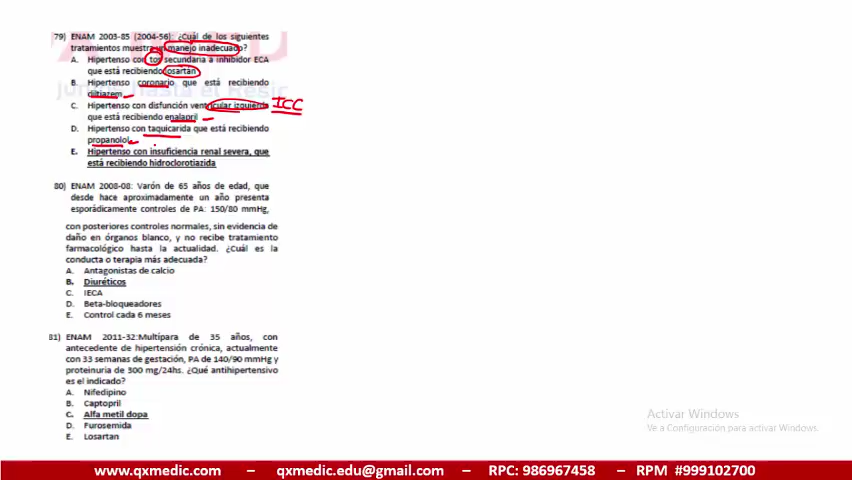 79) ENAM 2003-85 (2004-56): ¿Cuál de los siguientes
tratamientos muestra un manejo inadecuado?
A. Hipertenso con tos secundaria a inhibidor ECA
que está recibiendo losartán
B. Hipertenso coronario que está recibiendo
diltiazem
C. Hipertenso con disfunción ventricular izquierda ICC
que está recibiendo enalapril
D. Hipertenso con taquicarida que está recibiendo
propanolol
E. Hipertenso con insuficiencia renal severa, que
está recibiendo hidroclorotiazida
80) ENAM 2008-08: Varón de 65 años de edad, que
desde hace aproximadamente un año presenta
esporádicamente controles de PA: 150/80 mmHg,
con posteriores controles normales, sin evidencia de
daño en órganos blanco, y no recibe tratamiento
farmacológico hasta la actualidad. ¿Cuál es la
conducta o terapia más adecuada?
A. Antagonistas de calcio
B. Diuréticos
C. IECA
D. Beta-bloqueadores
E. Control cada 6 meses
81) ENAM 2011-32:Multípara de 35 años, con
antecedente de hipertensión crónica, actualmente
con 33 semanas de gestación, PA de 140/90 mmHg y
proteinuria de 300 mg/24hs. ¿Qué antihipertensivo
es el indicado?
A. Nifedipino
B. Captopril
C. Alfa metil dopa
D. Furosemida
E. Losartan
Activar Windows
Ve a Configuración para activar Windows.
www.qxmedic.com – qxmedic.edu@gmail.com – RPC: 986967458 – RPM #999102700